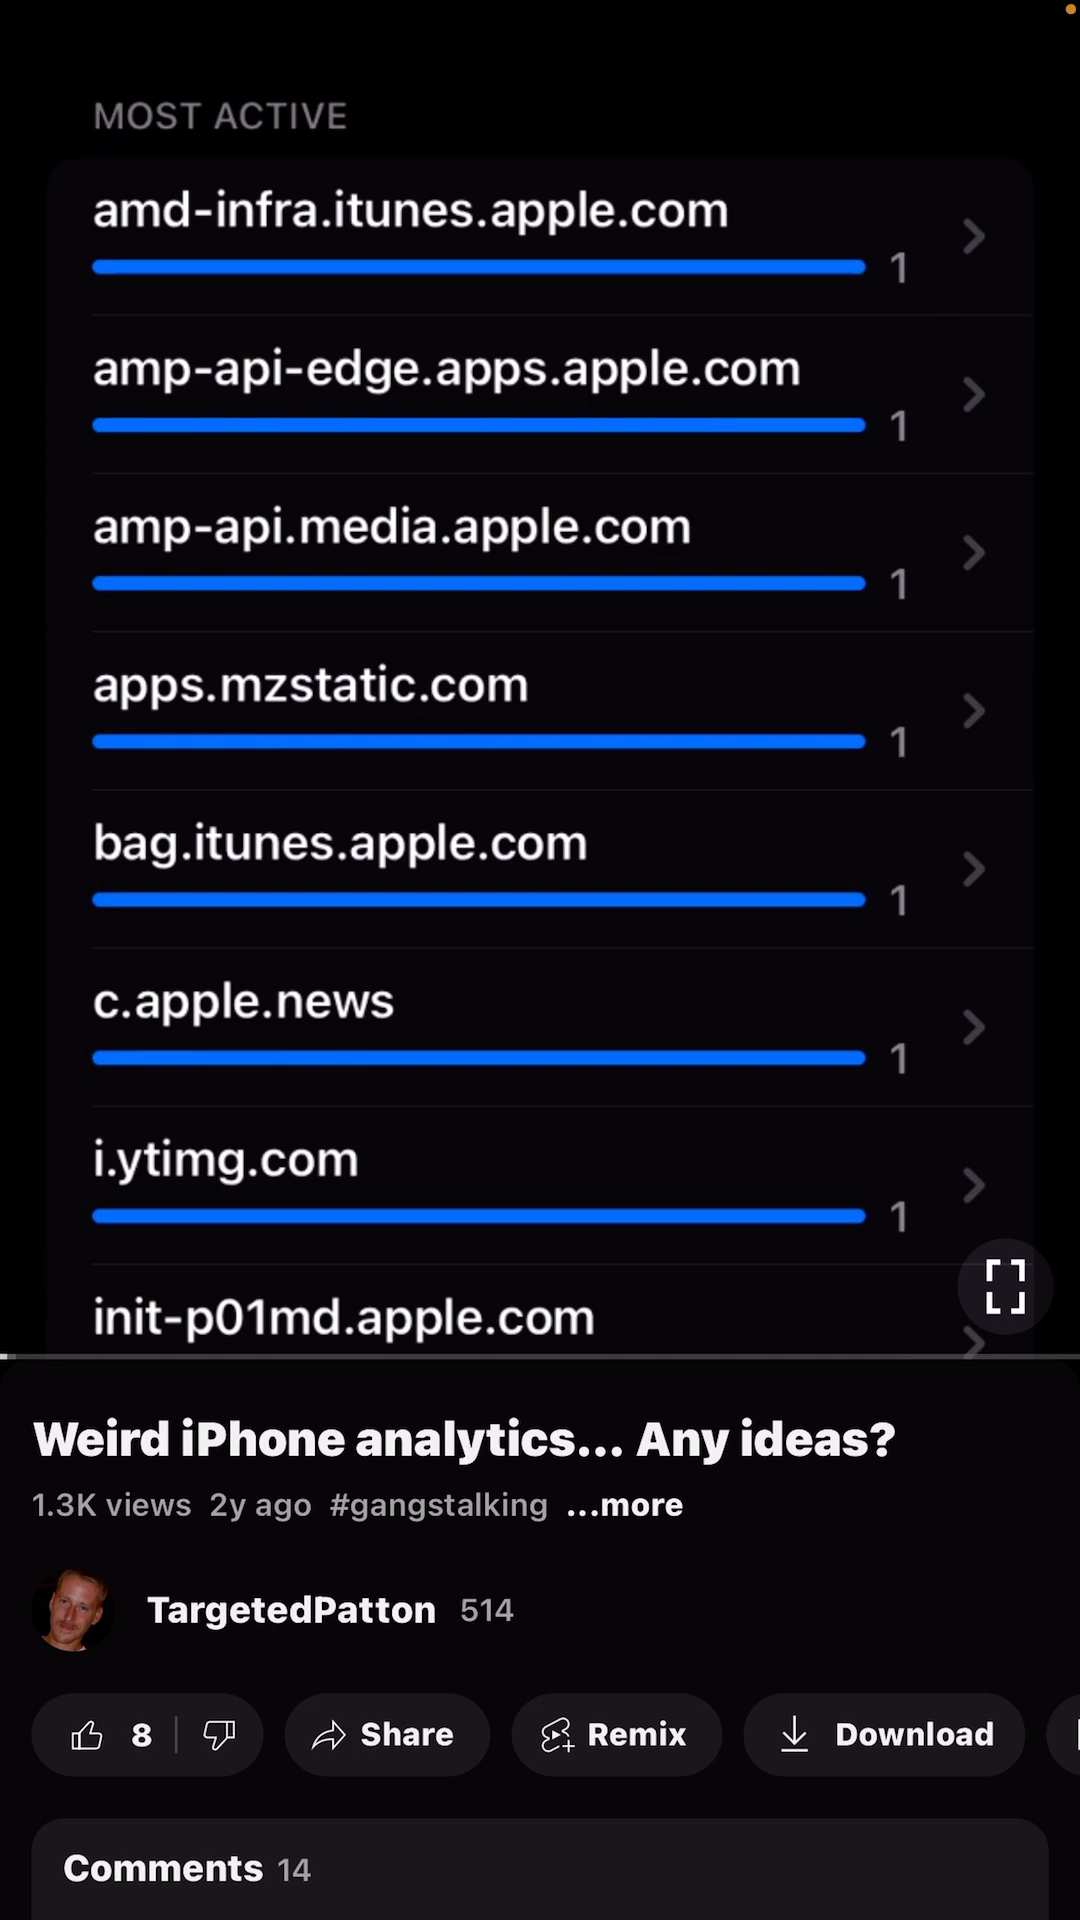 MOST ACTIVE
amd-infra.itunes.apple.com
1
amp-api-edge.apps.apple.com
1
amp-api.media.apple.com
1
apps.mzstatic.com
1
bag.itunes.apple.com
1
c.apple.news
1
i.ytimg.com
1
init-p01md.apple.com
Weird iPhone analytics... Any ideas?
1.3K views 2y ago #gangstalking ...more
TargetedPatton 514
8 Share Remix Download
Comments 14